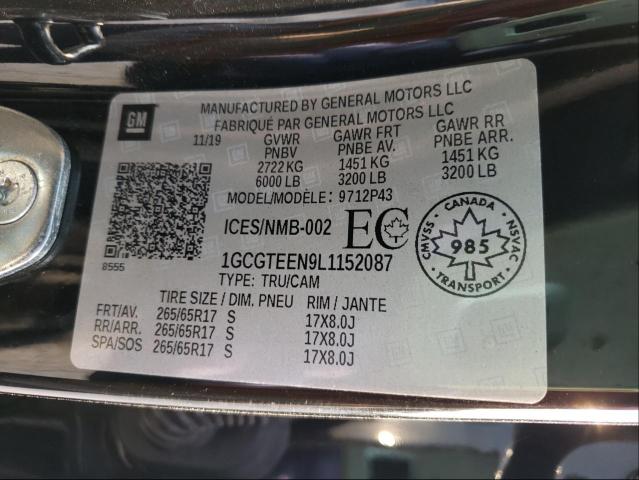 GM
MANUFACTURED BY GENERAL MOTORS LLC
FABRIQUÉ PAR GENERAL MOTORS LLC
11/19 GVWR GAWR FRT GAWR RR
PNBV PNBE AV. PNBE ARR.
2722 KG 1451 KG 1451 KG
6000 LB 3200 LB 3200 LB
MODEL/MODÈLE: 9712P43
ICES/NMB-002 EC
CANADA
CMVSS 985 NSVAC
TRANSPORT
8555
1GCGTEEN9L1152087
TYPE: TRU/CAM
TIRE SIZE / DIM. PNEU RIM / JANTE
FRT/AV. 265/65R17 S 17X8.0J
RR/ARR. 265/65R17 S 17X8.0J
SPA/SOS 265/65R17 S 17X8.0J